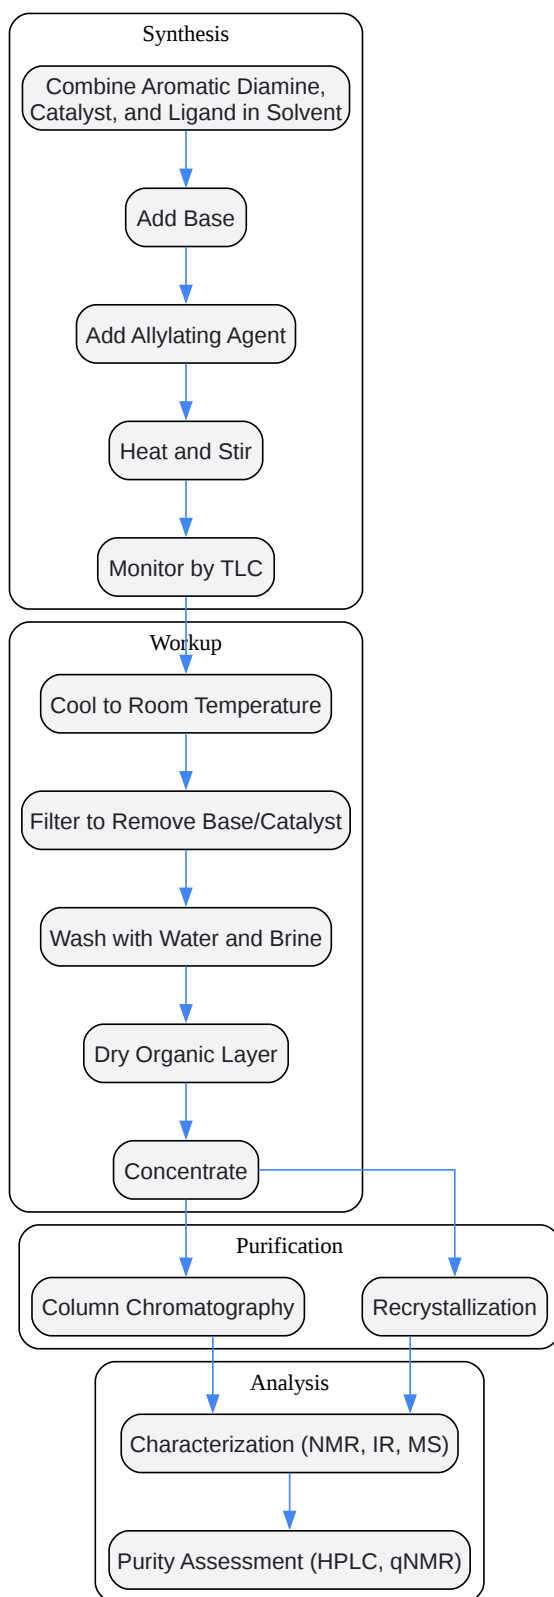 Synthesis
Combine Aromatic Diamine,
Catalyst, and Ligand in Solvent
Add Base
Add Allylating Agent
Heat and Stir
Monitor by TLC
Workup
Cool to Room Temperature
Filter to Remove Base/Catalyst
Wash with Water and Brine
Dry Organic Layer
Concentrate
Purification
Column Chromatography
Recrystallization
Analysis
Characterization (NMR, IR, MS)
Purity Assessment (HPLC, qNMR)